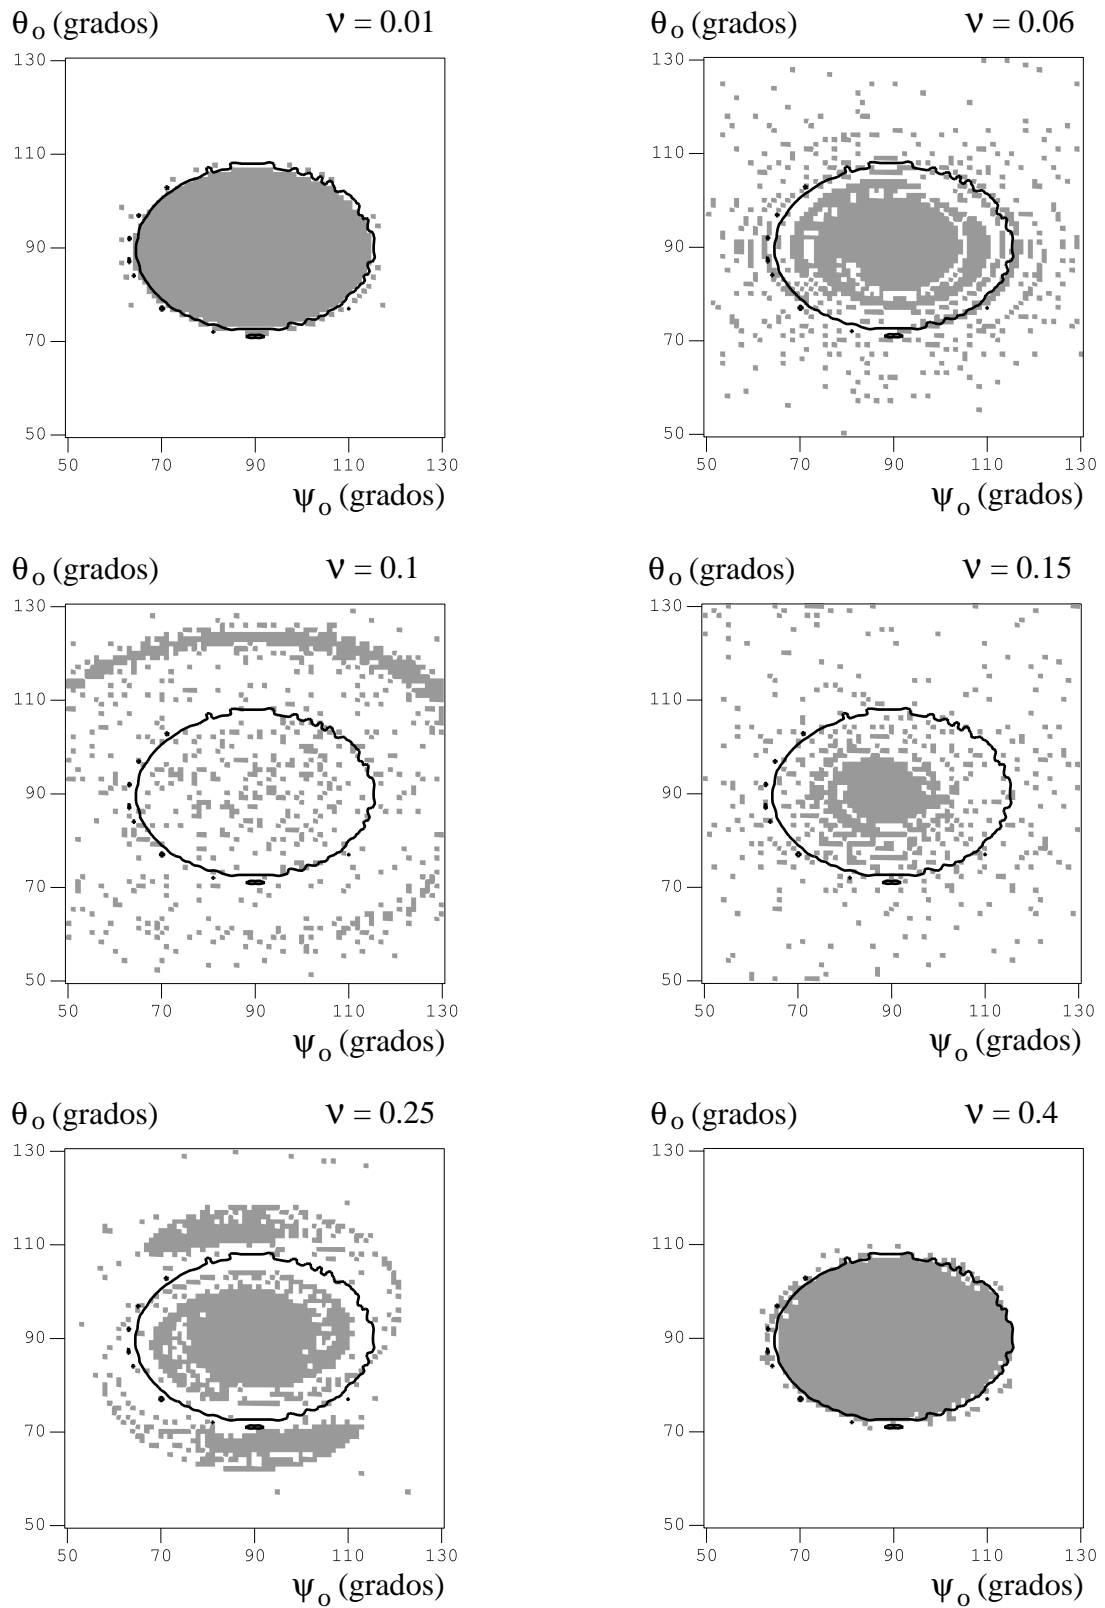 θo (grados) ν = 0.01
130
110
90
70
50
50 70 90 110 130
ψo (grados)
θo (grados) ν = 0.06
130
110
90
70
50
50 70 90 110 130
ψo (grados)
θo (grados) ν = 0.1
130
110
90
70
50
50 70 90 110 130
ψo (grados)
θo (grados) ν = 0.15
130
110
90
70
50
50 70 90 110 130
ψo (grados)
θo (grados) ν = 0.25
130
110
90
70
50
50 70 90 110 130
ψo (grados)
θo (grados) ν = 0.4
130
110
90
70
50
50 70 90 110 130
ψo (grados)